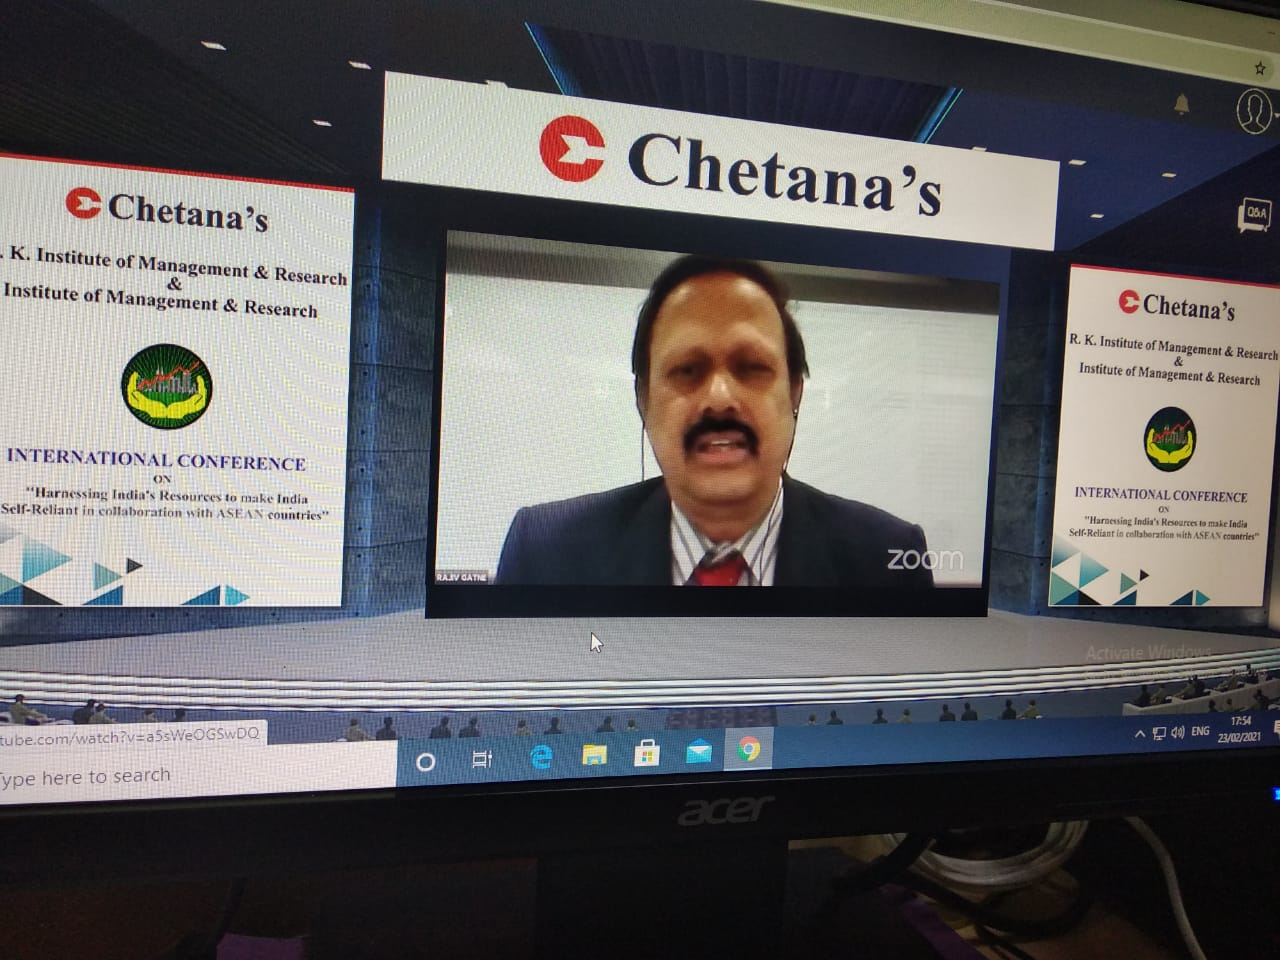 Chetana's
Chetana's
. K. Institute of Management & Research
&
Institute of Management & Research
INTERNATIONAL CONFERENCE
ON
"Harnessing India's Resources to make India
Self-Reliant in collaboration with ASEAN countries"
RAJIV GATNE
zoom
Q&A
Chetana's
R. K. Institute of Management & Research
&
Institute of Management & Research
INTERNATIONAL CONFERENCE
ON
"Harnessing India's Resources to make India
Self-Reliant in collaboration with ASEAN countries"
Activate Windows
tube.com/watch?v=a5sWeOGSwDQ
Type here to search
ENG
17:54
23/02/2021
acer